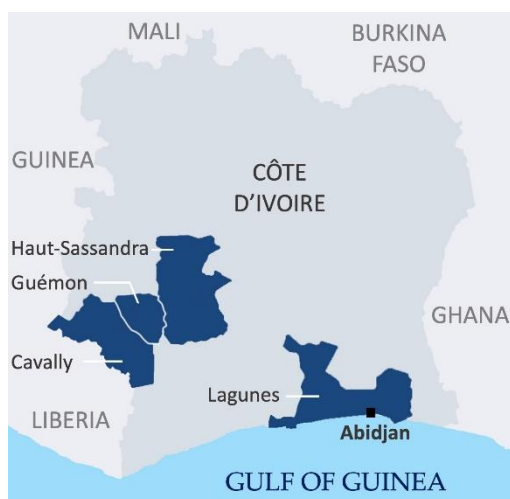 MALI
BURKINA
FASO
GUINEA
CÔTE
D'IVOIRE
Haut-Sassandra
Guémon
GHANA
Cavally
Lagunes
LIBERIA
Abidjan
GULF OF GUINEA